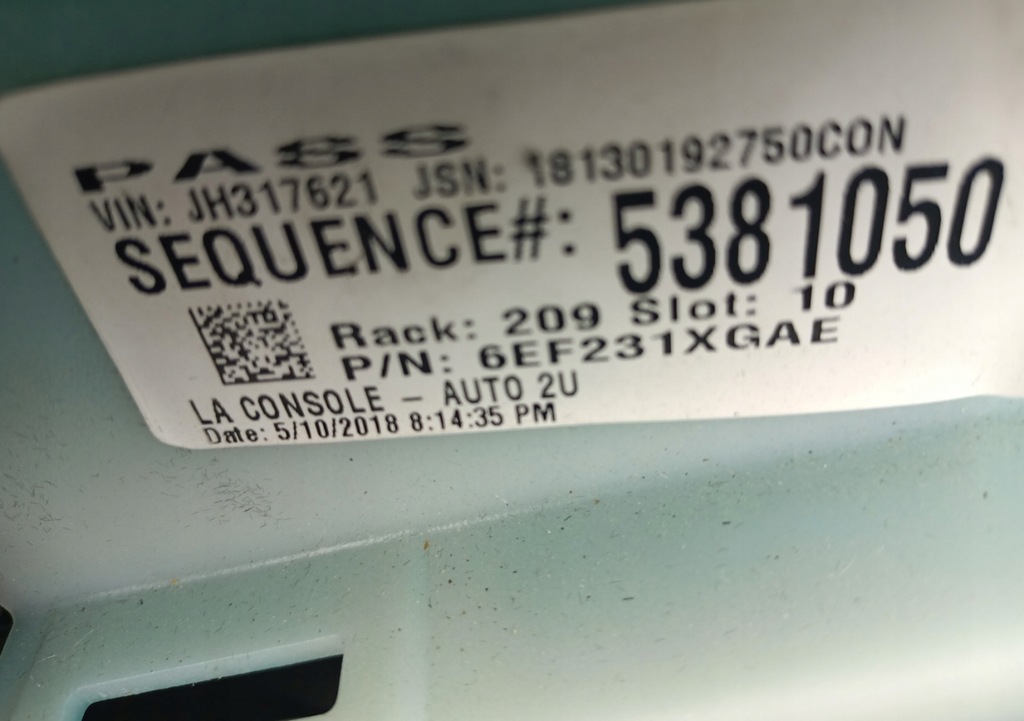 PASS
VIN: JH317621 JSN: 18130192750CON
SEQUENCE#: 5381050
Rack: 209 Slot: 10
P/N: 6EF231XGAE
LA CONSOLE - AUTO 2U
Date: 5/10/2018 8:14:35 PM